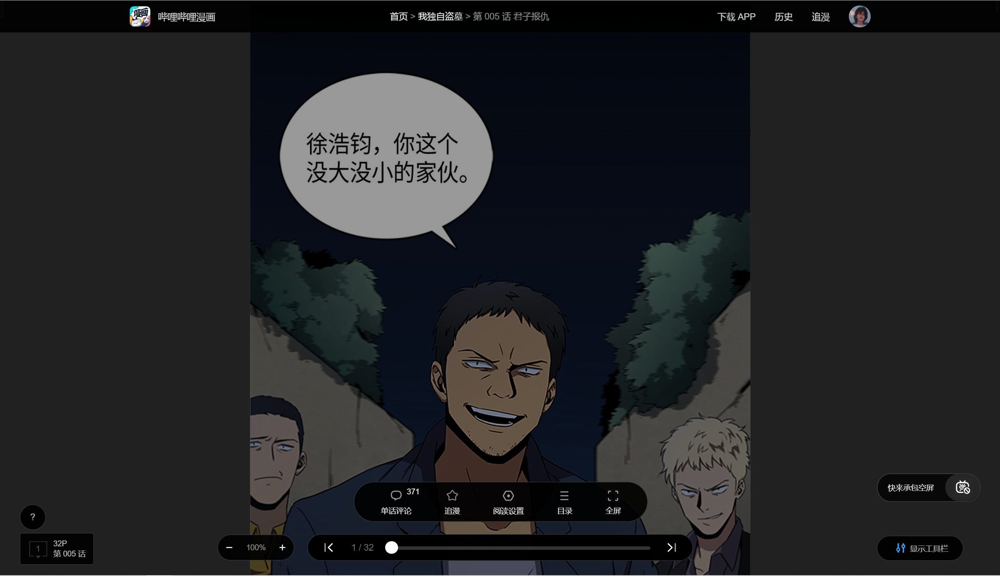 漫画
哔哩哔哩漫画
首页 > 我独自盗墓 > 第 005 话 君子报仇
下载 APP
历史
追漫
徐浩钧，你这个
没大没小的家伙。
371
单话评论
追漫
阅读设置
目录
全屏
快来承包空屏
弹
?
1
32P
第 005 话
100%
1 / 32
显示工具栏